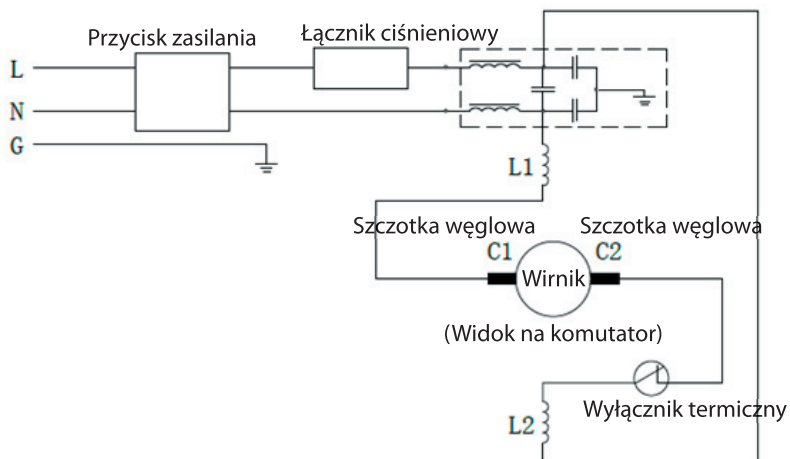 Przycisk zasilania
Łącznik ciśnieniowy
L
N
G
L1
Szczotka węglowa
Szczotka węglowa
C1
C2
Wirnik
(Widok na komutator)
Wyłącznik termiczny
L2